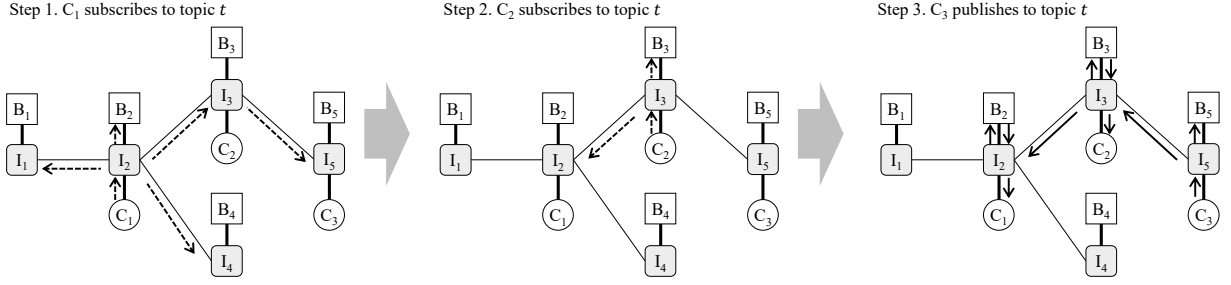 Step 1. C₁ subscribes to topic t
B₃
I₃
C₂
B₁
B₂
B₅
I₁
I₂
I₅
C₁
B₄
C₃
I₄
Step 2. C₂ subscribes to topic t
B₃
I₃
C₂
B₁
B₂
B₅
I₁
I₂
I₅
C₁
B₄
C₃
I₄
Step 3. C₃ publishes to topic t
B₃
I₃
C₂
B₁
B₂
B₅
I₁
I₂
I₅
C₁
B₄
C₃
I₄